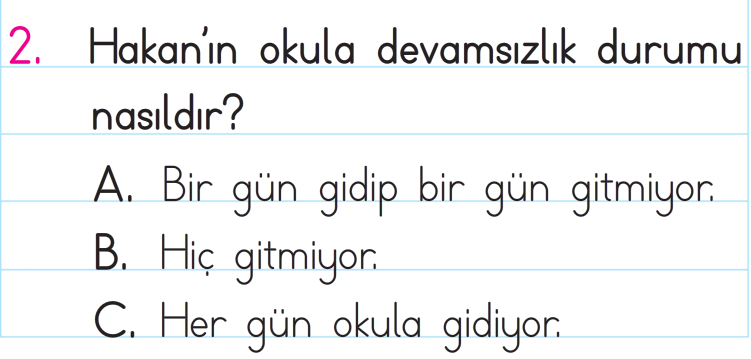 2. Hakan'ın okula devamsızlık durumu
nasıldır?
A. Bir gün gidip bir gün gitmiyor.
B. Hiç gitmiyor.
C. Her gün okula gidiyor.